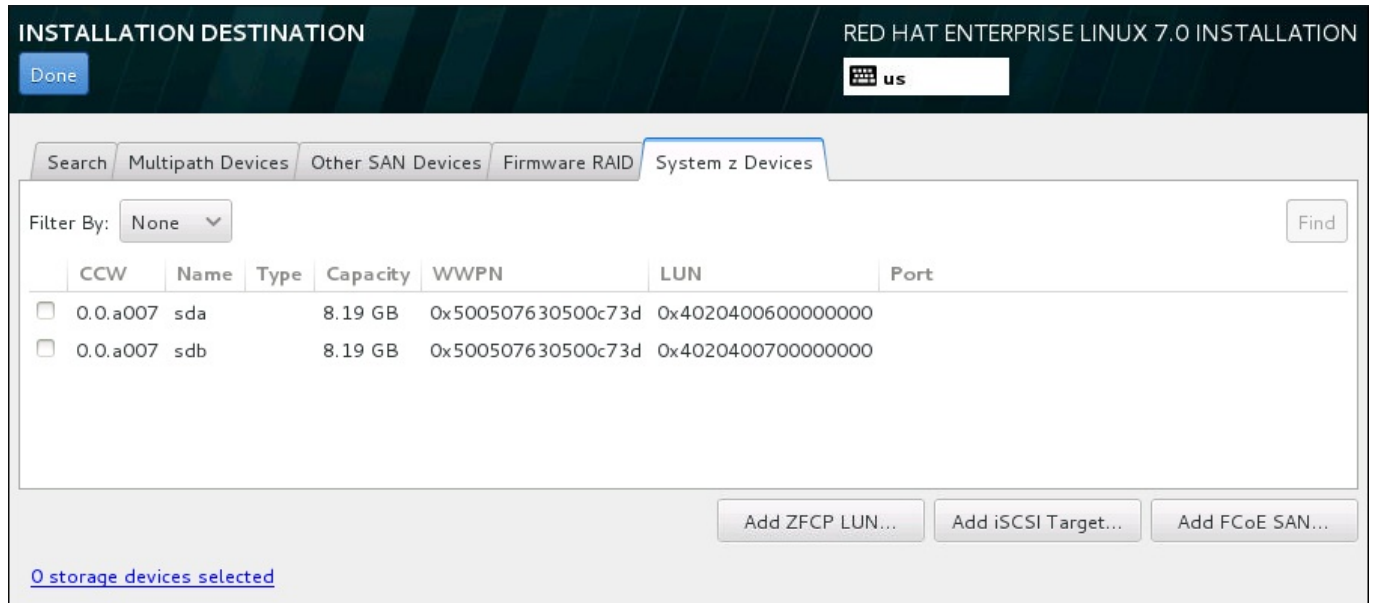 INSTALLATION DESTINATION
RED HAT ENTERPRISE LINUX 7.0 INSTALLATION
Done
us
Search Multipath Devices Other SAN Devices Firmware RAID System z Devices
Filter By: None Find
CCW Name Type Capacity WWPN LUN Port
0.0.a007 sda 8.19 GB 0x500507630500c73d 0x4020400600000000
0.0.a007 sdb 8.19 GB 0x500507630500c73d 0x4020400700000000
Add ZFCP LUN... Add iSCSI Target... Add FCoE SAN...
0 storage devices selected